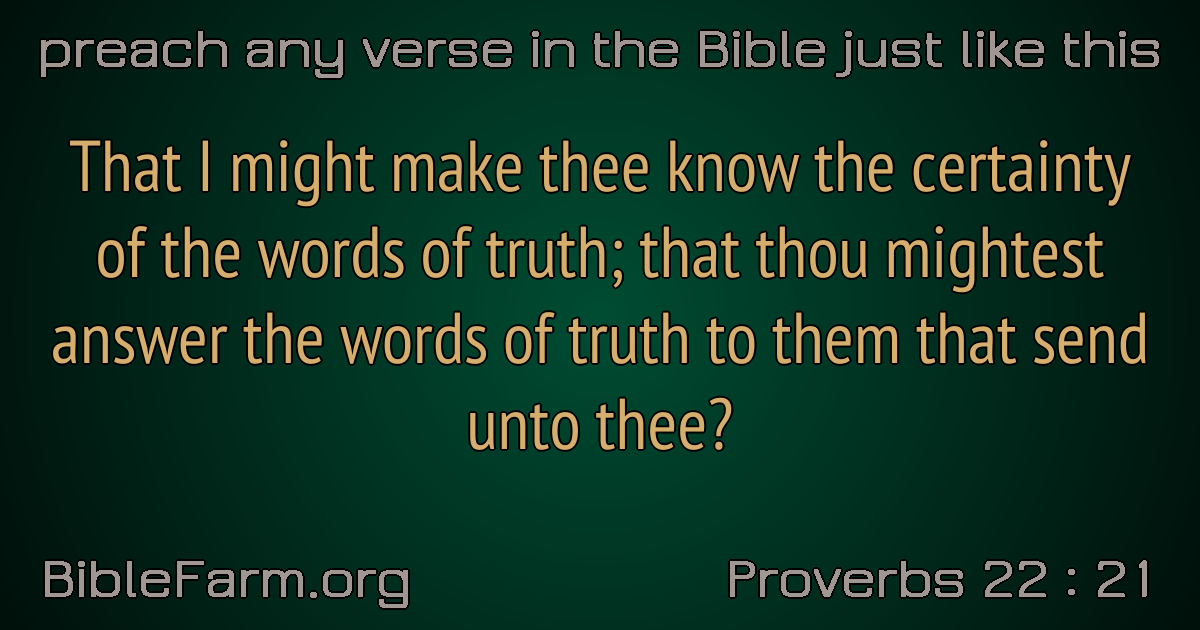 preach any verse in the Bible just like this
That I might make thee know the certainty
of the words of truth; that thou mightest
answer the words of truth to them that send
unto thee?
BibleFarm.org
Proverbs 22 : 21